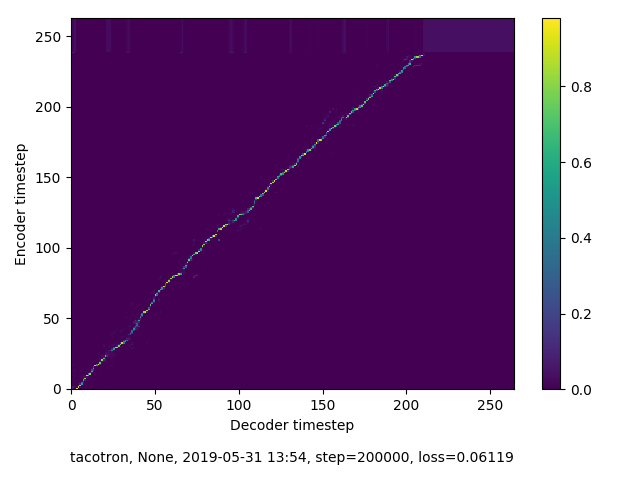 250
200
150
100
50
0
Encoder timestep
0 50 100 150 200 250
Decoder timestep
0.8
0.6
0.4
0.2
0.0
tacotron, None, 2019-05-31 13:54, step=200000, loss=0.06119